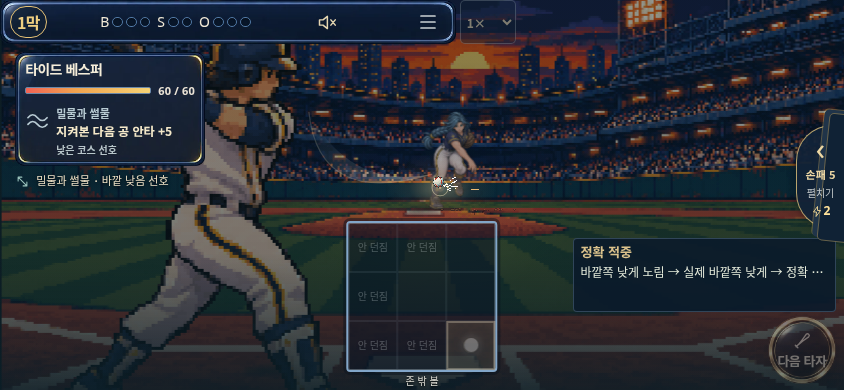 1막
B S O
1×
타이드 베스퍼
60 / 60
밀물과 썰물
지켜본 다음 공 안타 +5
낮은 코스 선호
밀물과 썰물 · 바깥 낮음 선호
손패 5
펼치기
2
안 던짐 안 던짐
안 던짐
안 던짐 안 던짐
존 밖 볼
정확 적중
바깥쪽 낮게 노림 → 실제 바깥쪽 낮게 → 정확 ⋯
다음 타자